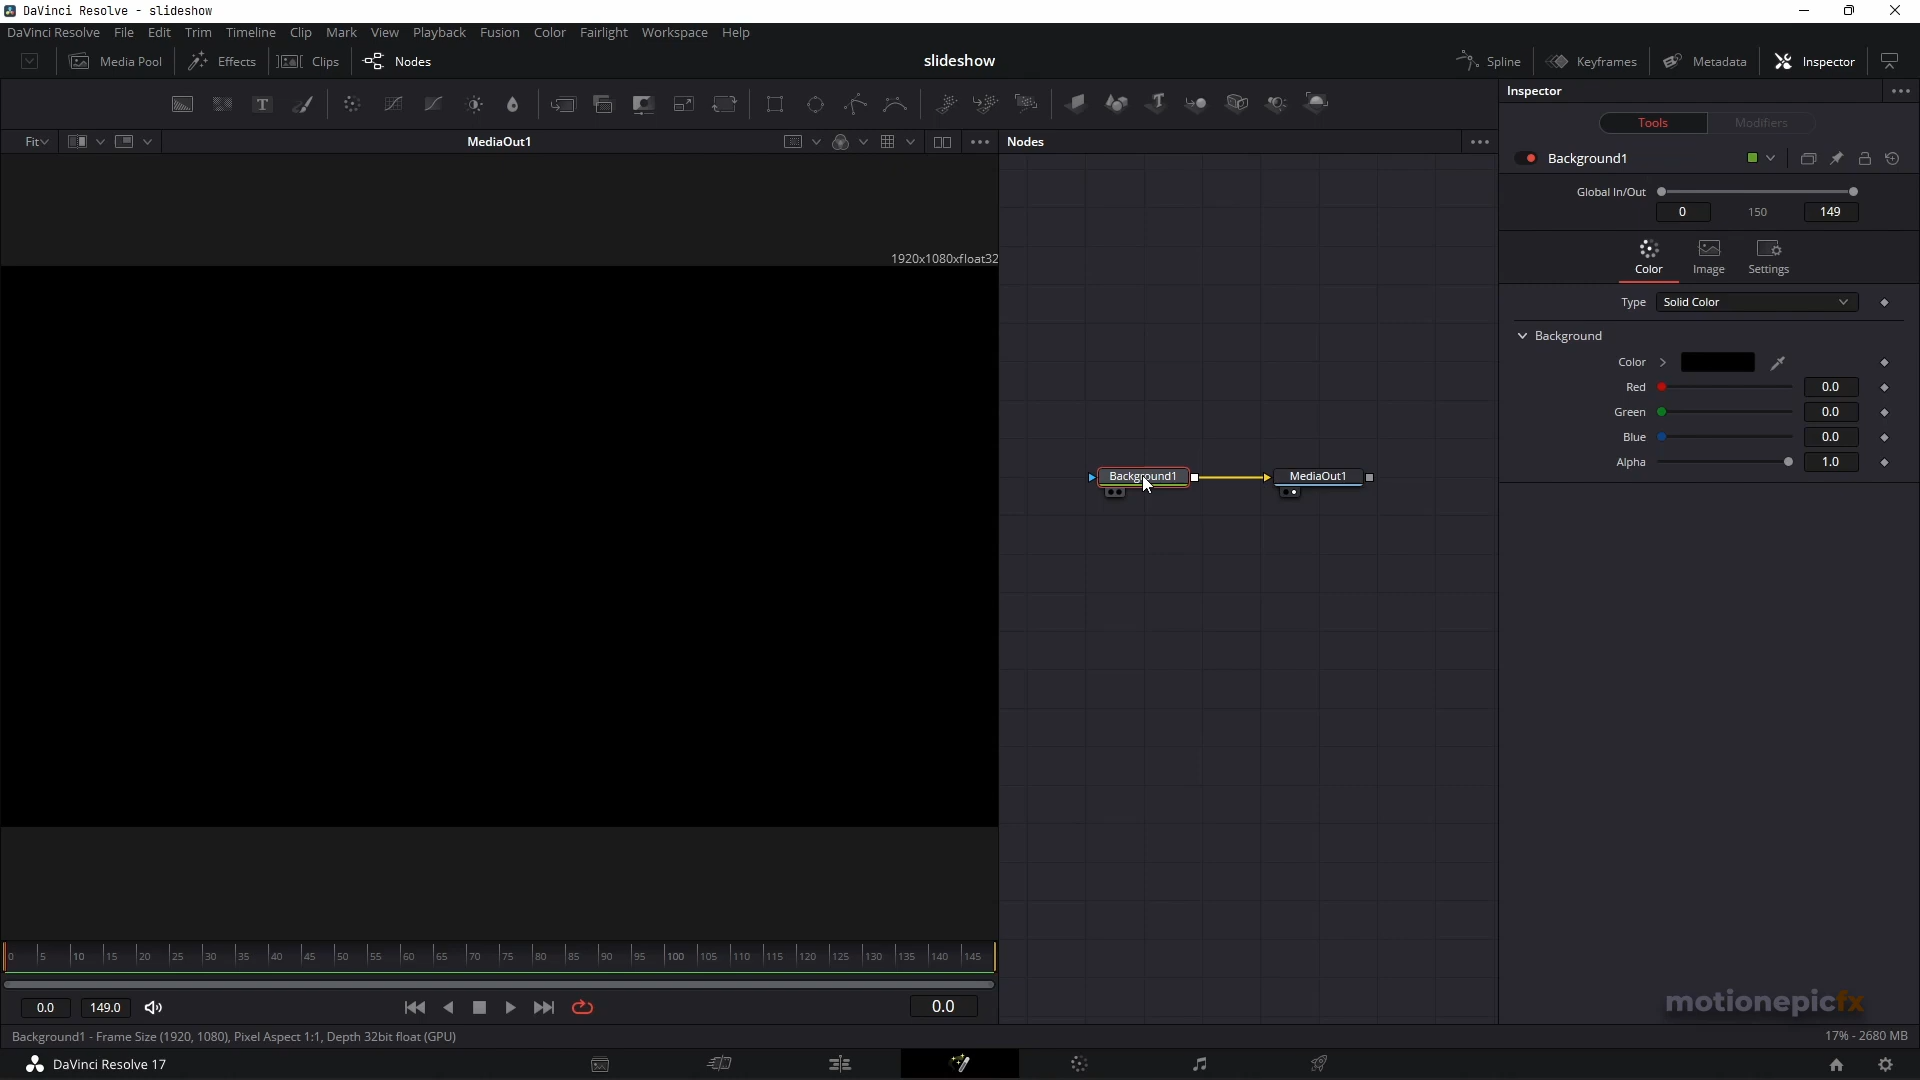 DaVinci Resolve - slideshow
DaVinci Resolve File Edit Trim Timeline Clip Mark View Playback Fusion Color Fairlight Workspace Help
Media Pool Effects Clips Nodes slideshow Spline Keyframes Metadata Inspector
Inspector
Fit MediaOut1 Nodes
Tools Modifiers
Background1
Global In/Out
0 150 149
Color Image Settings
1920x1080xfloat32
Type Solid Color
Background
Color
Red 0.0
Green 0.0
Blue 0.0
Alpha 1.0
Background1 MediaOut1
0 5 10 15 20 25 30 35 40 45 50 55 60 65 70 75 80 85 90 95 100 105 110 115 120 125 130 135 140 145
0.0 149.0 0.0
motionepicfx
Background1 - Frame Size (1920, 1080), Pixel Aspect 1:1, Depth 32bit float (GPU) 17% - 2680 MB
DaVinci Resolve 17